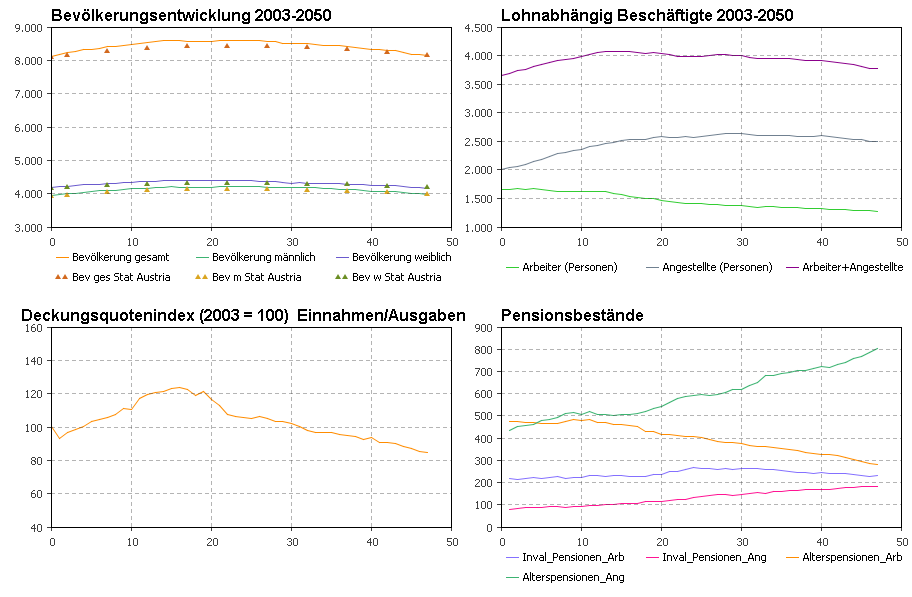 Bevölkerungsentwicklung 2003-2050
9.000
8.000
7.000
6.000
5.000
4.000
3.000
0 10 20 30 40 50
Bevölkerung gesamt Bevölkerung männlich Bevölkerung weiblich
Bev ges Stat Austria Bev m Stat Austria Bev w Stat Austria
Lohnabhängig Beschäftigte 2003-2050
4.500
4.000
3.500
3.000
2.500
2.000
1.500
1.000
0 10 20 30 40 50
Arbeiter (Personen) Angestellte (Personen) Arbeiter+Angestellte
Deckungsquotenindex (2003 = 100) Einnahmen/Ausgaben
160
140
120
100
80
60
40
0 10 20 30 40 50
Pensionsbestände
900
800
700
600
500
400
300
200
100
0
0 10 20 30 40 50
Inval_Pensionen_Arb Inval_Pensionen_Ang Alterspensionen_Arb
Alterspensionen_Ang